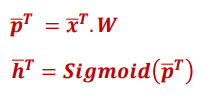 p̅ᵀ = x̅ᵀ.W
h̅ᵀ = Sigmoid(p̅ᵀ)